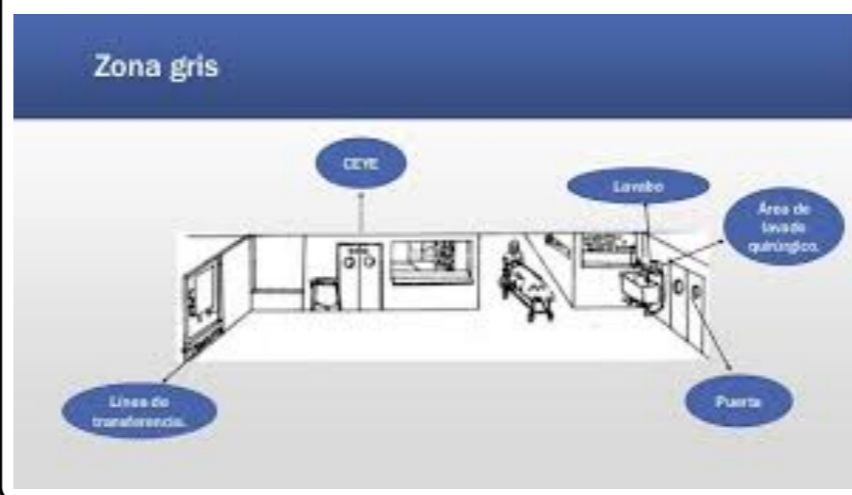 Zona gris
CEYE
Lavabo
Área de
lavado
quirúrgico.
Línea de
transferencia.
Puerta